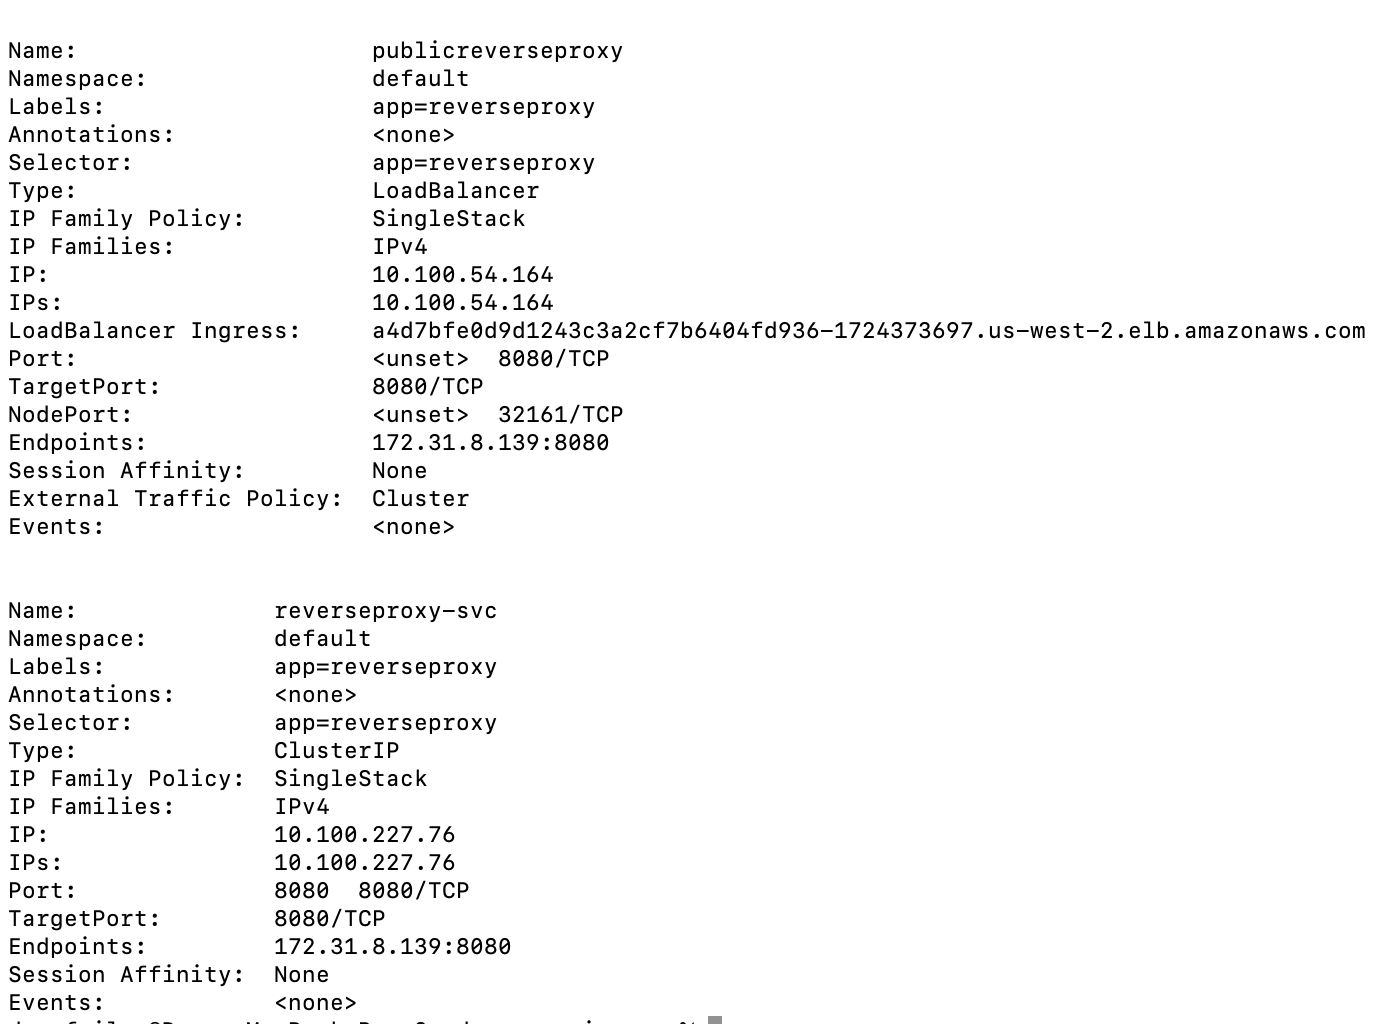 Name:                     publicreverseproxy
Namespace:                default
Labels:                   app=reverseproxy
Annotations:              <none>
Selector:                 app=reverseproxy
Type:                     LoadBalancer
IP Family Policy:         SingleStack
IP Families:              IPv4
IP:                       10.100.54.164
IPs:                      10.100.54.164
LoadBalancer Ingress:     a4d7bfe0d9d1243c3a2cf7b6404fd936-1724373697.us-west-2.elb.amazonaws.com
Port:                     <unset>  8080/TCP
TargetPort:               8080/TCP
NodePort:                 <unset>  32161/TCP
Endpoints:                172.31.8.139:8080
Session Affinity:         None
External Traffic Policy:  Cluster
Events:                   <none>
Name:              reverseproxy-svc
Namespace:         default
Labels:            app=reverseproxy
Annotations:       <none>
Selector:          app=reverseproxy
Type:              ClusterIP
IP Family Policy:  SingleStack
IP Families:       IPv4
IP:                10.100.227.76
IPs:               10.100.227.76
Port:              8080  8080/TCP
TargetPort:        8080/TCP
Endpoints:         172.31.8.139:8080
Session Affinity:  None
Events:            <none>